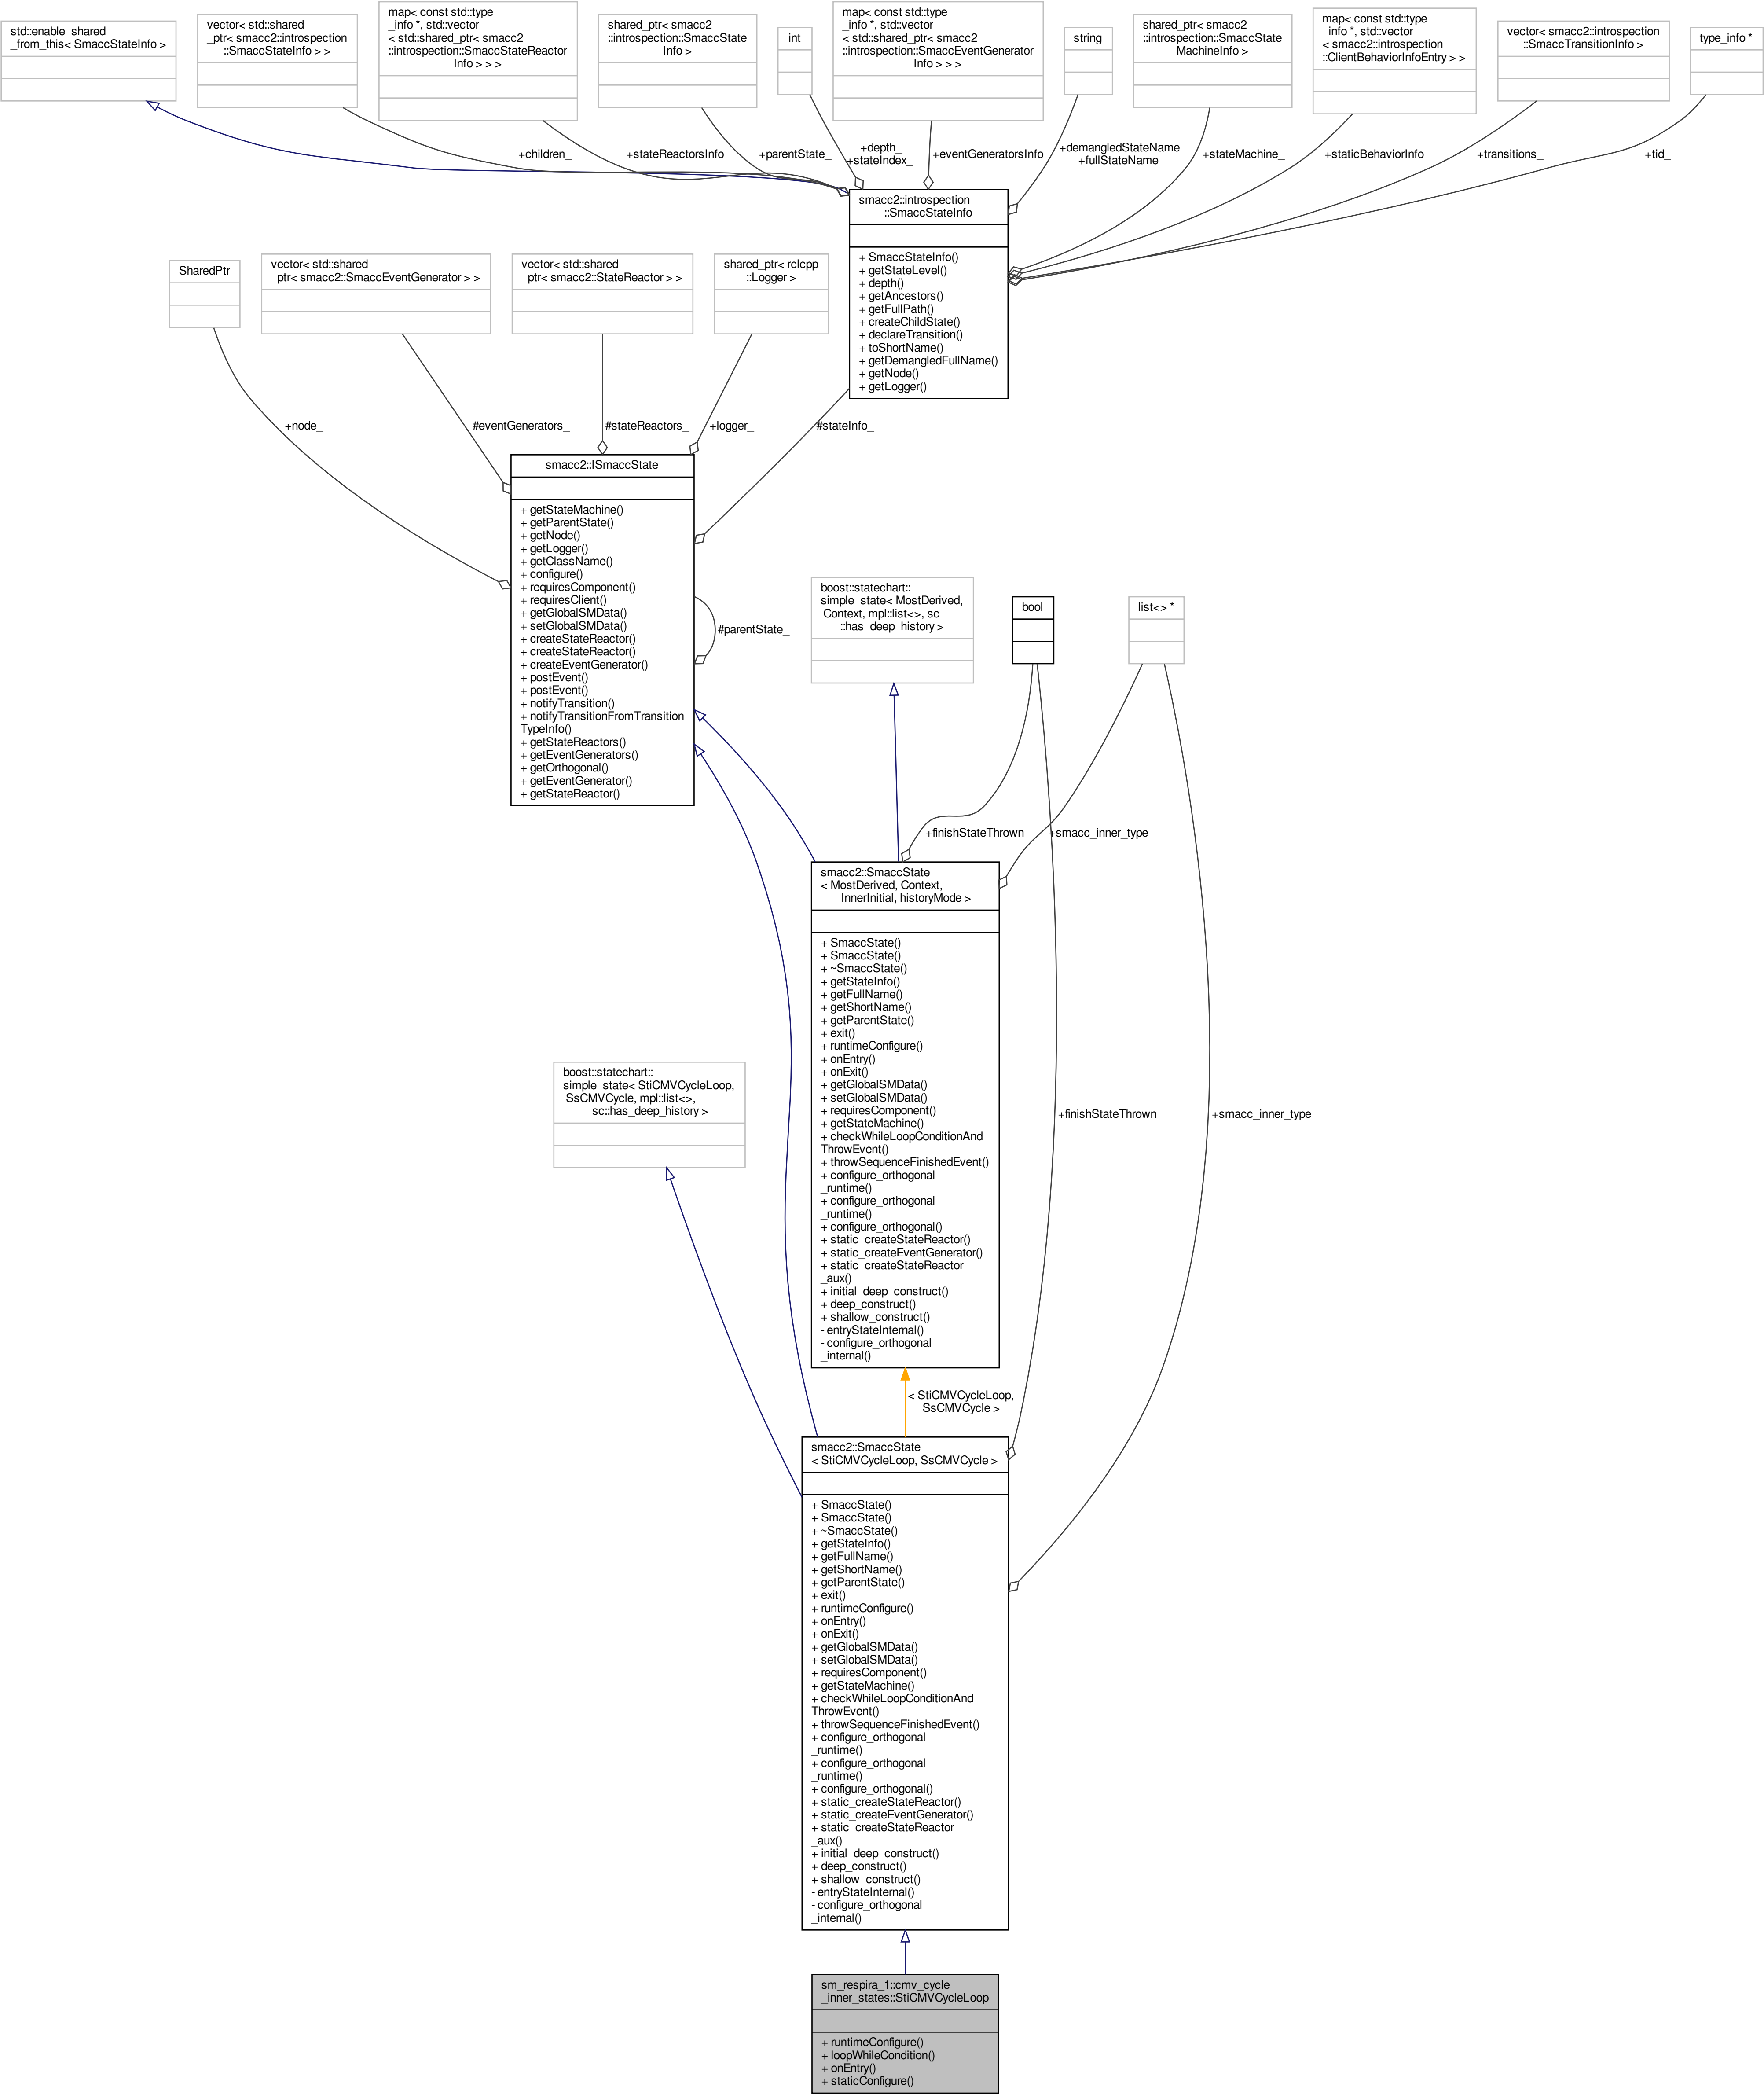 std::enable_shared
_from_this< SmaccStateInfo >
vector< std::shared
_ptr< smacc2::introspection
::SmaccStateInfo > >
map< const std::type
_info *, std::vector
< std::shared_ptr< smacc2
::introspection::SmaccStateReactor
Info > > >
shared_ptr< smacc2
::introspection::SmaccState
Info >
int
map< const std::type
_info *, std::vector
< std::shared_ptr< smacc2
::introspection::SmaccEventGenerator
Info > > >
string
shared_ptr< smacc2
::introspection::SmaccState
MachineInfo >
map< const std::type
_info *, std::vector
< smacc2::introspection
::ClientBehaviorInfoEntry > >
vector< smacc2::introspection
::SmaccTransitionInfo >
type_info *
+children_
+stateReactorsInfo
+parentState_
+depth_
+stateIndex_
+eventGeneratorsInfo
+demangledStateName
+fullStateName
+stateMachine_
+staticBehaviorInfo
+transitions_
+tid_
smacc2::introspection
::SmaccStateInfo
+ SmaccStateInfo()
+ getStateLevel()
+ depth()
+ getAncestors()
+ getFullPath()
+ createChildState()
+ declareTransition()
+ toShortName()
+ getDemangledFullName()
+ getNode()
+ getLogger()
SharedPtr
vector< std::shared
_ptr< smacc2::SmaccEventGenerator > >
vector< std::shared
_ptr< smacc2::StateReactor > >
shared_ptr< rclcpp
::Logger >
+node_
#eventGenerators_
#stateReactors_
+logger_
#stateInfo_
smacc2::ISmaccState
+ getStateMachine()
+ getParentState()
+ getNode()
+ getLogger()
+ getClassName()
+ configure()
+ requiresComponent()
+ requiresClient()
+ getGlobalSMData()
+ setGlobalSMData()
+ createStateReactor()
+ createStateReactor()
+ createEventGenerator()
+ postEvent()
+ postEvent()
+ notifyTransition()
+ notifyTransitionFromTransition
TypeInfo()
+ getStateReactors()
+ getEventGenerators()
+ getOrthogonal()
+ getEventGenerator()
+ getStateReactor()
#parentState_
boost::statechart::
simple_state< MostDerived,
Context, mpl::list<>, sc
::has_deep_history >
bool
list<> *
+finishStateThrown
+smacc_inner_type
smacc2::SmaccState
< MostDerived, Context,
InnerInitial, historyMode >
+ SmaccState()
+ SmaccState()
+ ~SmaccState()
+ getStateInfo()
+ getFullName()
+ getShortName()
+ getParentState()
+ exit()
+ runtimeConfigure()
+ onEntry()
+ onExit()
+ getGlobalSMData()
+ setGlobalSMData()
+ requiresComponent()
+ getStateMachine()
+ checkWhileLoopConditionAnd
ThrowEvent()
+ throwSequenceFinishedEvent()
+ configure_orthogonal
_runtime()
+ configure_orthogonal
_runtime()
+ configure_orthogonal()
+ static_createStateReactor()
+ static_createEventGenerator()
+ static_createStateReactor
_aux()
+ initial_deep_construct()
+ deep_construct()
+ shallow_construct()
- entryStateInternal()
- configure_orthogonal
_internal()
boost::statechart::
simple_state< StiCMVCycleLoop,
SsCMVCycle, mpl::list<>,
sc::has_deep_history >
+finishStateThrown
+smacc_inner_type
< StiCMVCycleLoop,
SsCMVCycle >
smacc2::SmaccState
< StiCMVCycleLoop, SsCMVCycle >
+ SmaccState()
+ SmaccState()
+ ~SmaccState()
+ getStateInfo()
+ getFullName()
+ getShortName()
+ getParentState()
+ exit()
+ runtimeConfigure()
+ onEntry()
+ onExit()
+ getGlobalSMData()
+ setGlobalSMData()
+ requiresComponent()
+ getStateMachine()
+ checkWhileLoopConditionAnd
ThrowEvent()
+ throwSequenceFinishedEvent()
+ configure_orthogonal
_runtime()
+ configure_orthogonal
_runtime()
+ configure_orthogonal()
+ static_createStateReactor()
+ static_createEventGenerator()
+ static_createStateReactor
_aux()
+ initial_deep_construct()
+ deep_construct()
+ shallow_construct()
- entryStateInternal()
- configure_orthogonal
_internal()
sm_respira_1::cmv_cycle
_inner_states::StiCMVCycleLoop
+ runtimeConfigure()
+ loopWhileCondition()
+ onEntry()
+ staticConfigure()